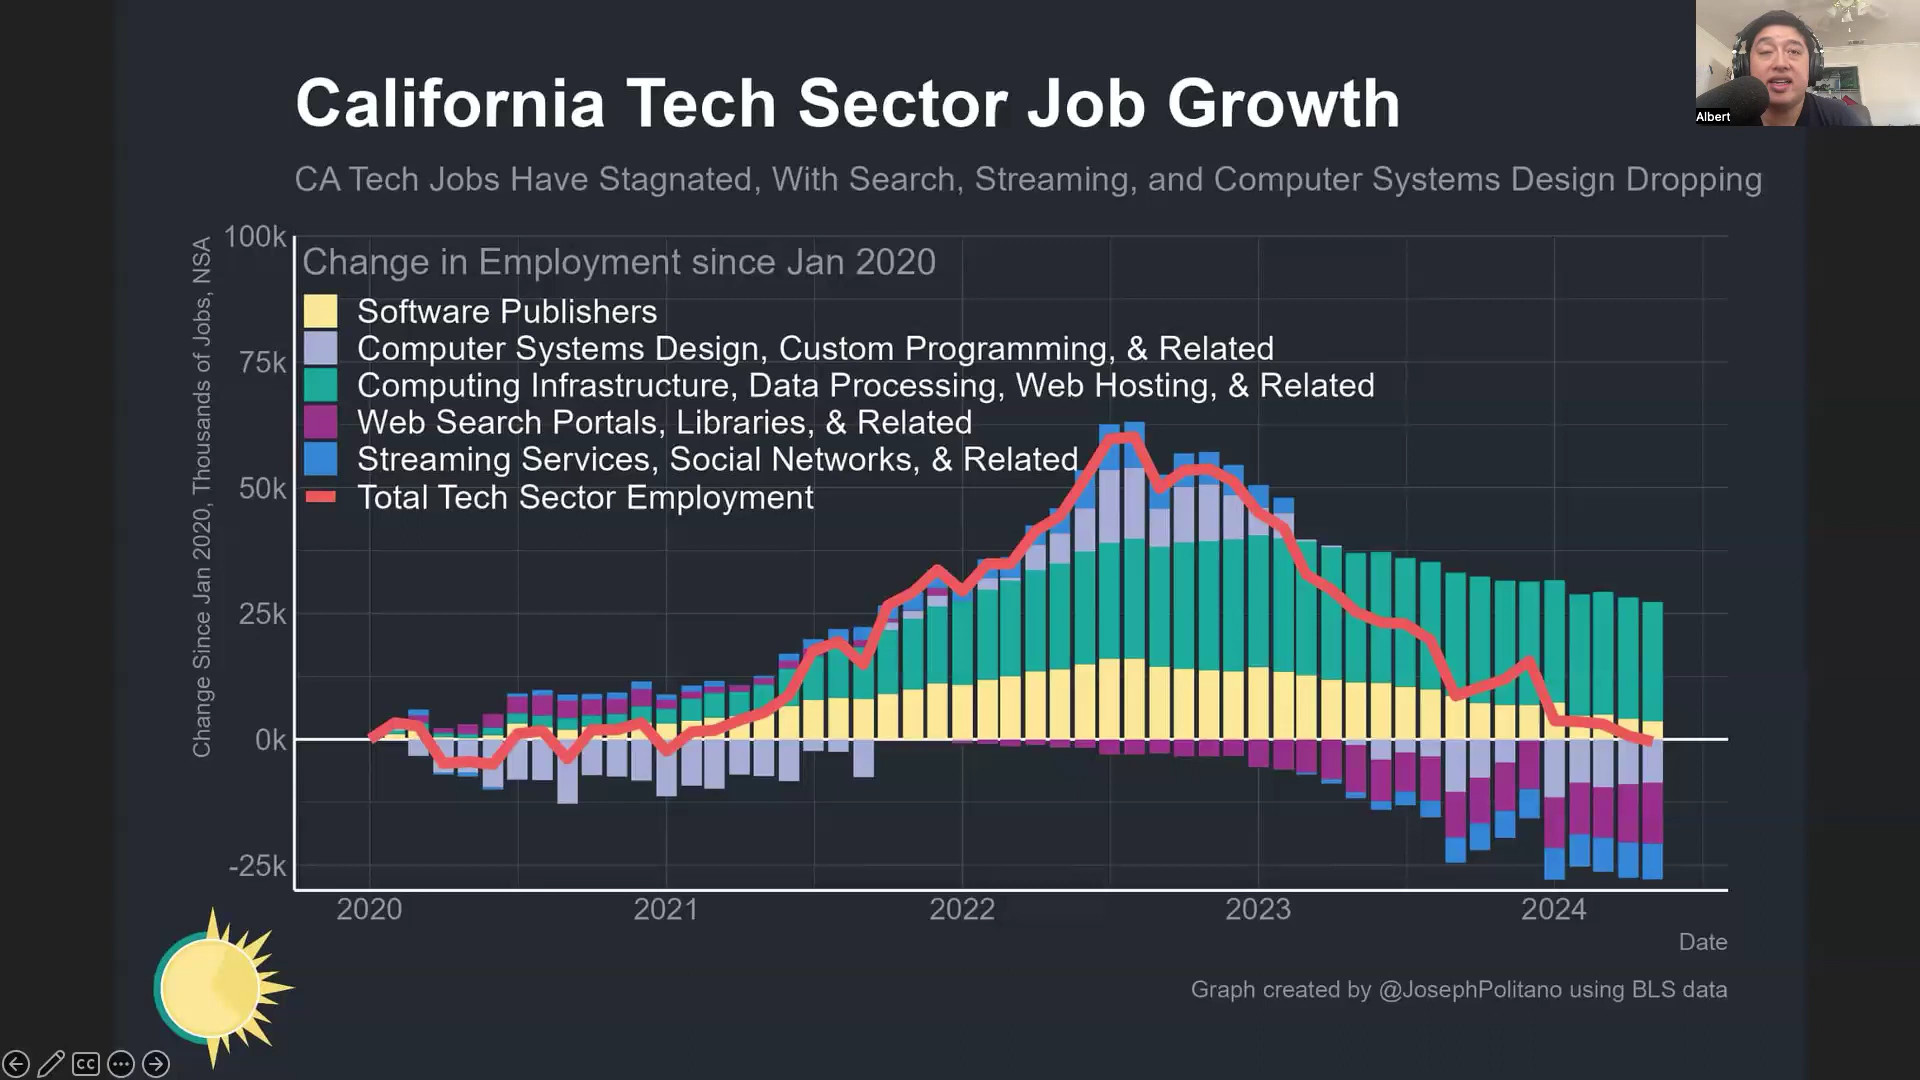 California Tech Sector Job Growth
Albert
CA Tech Jobs Have Stagnated, With Search, Streaming, and Computer Systems Design Dropping
Change Since Jan 2020, Thousands of Jobs, NSA
100k
75k
50k
25k
0k
-25k
Change in Employment since Jan 2020
Software Publishers
Computer Systems Design, Custom Programming, & Related
Computing Infrastructure, Data Processing, Web Hosting, & Related
Web Search Portals, Libraries, & Related
Streaming Services, Social Networks, & Related
Total Tech Sector Employment
2020 2021 2022 2023 2024
Date
Graph created by @JosephPolitano using BLS data
CC